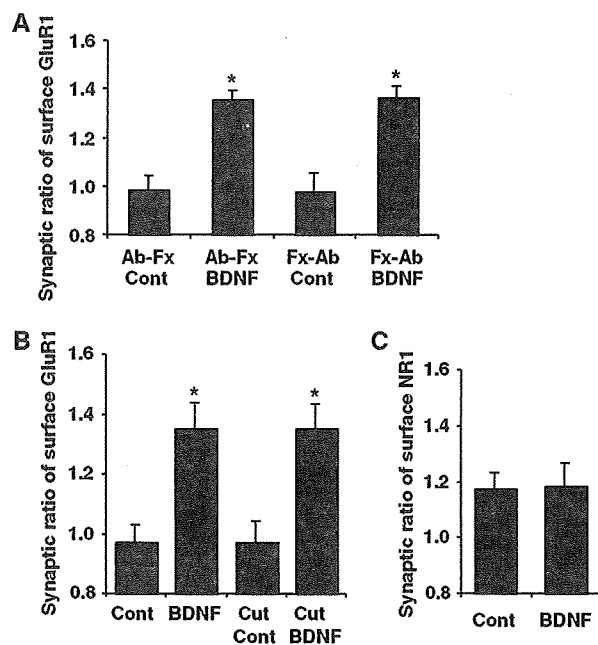 A
Synaptic ratio of surface GluR1
1.6
1.4
1.2
1.0
0.8
*
*
Ab-Fx
Cont
Ab-Fx
BDNF
Fx-Ab
Cont
Fx-Ab
BDNF
B
Synaptic ratio of surface GluR1
1.6
1.4
1.2
1.0
0.8
*
*
Cont
BDNF
Cut
Cont
Cut
BDNF
C
Synaptic ratio of surface NR1
1.6
1.4
1.2
1.0
0.8
Cont
BDNF